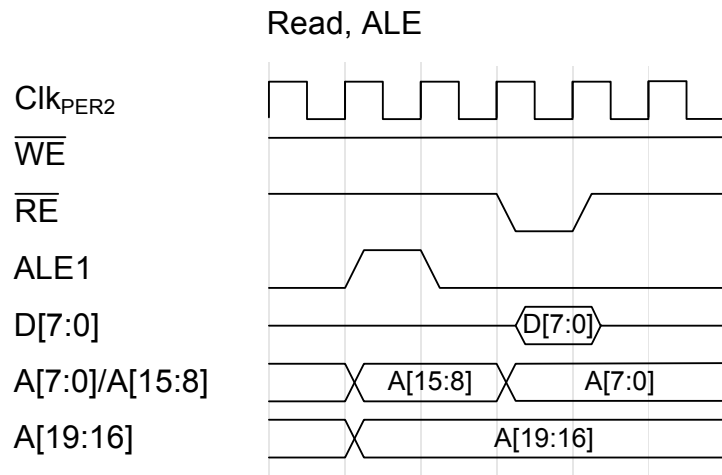 Read, ALE
ClkPER2
WE
RE
ALE1
D[7:0] D[7:0]
A[7:0]/A[15:8] A[15:8] A[7:0]
A[19:16] A[19:16]